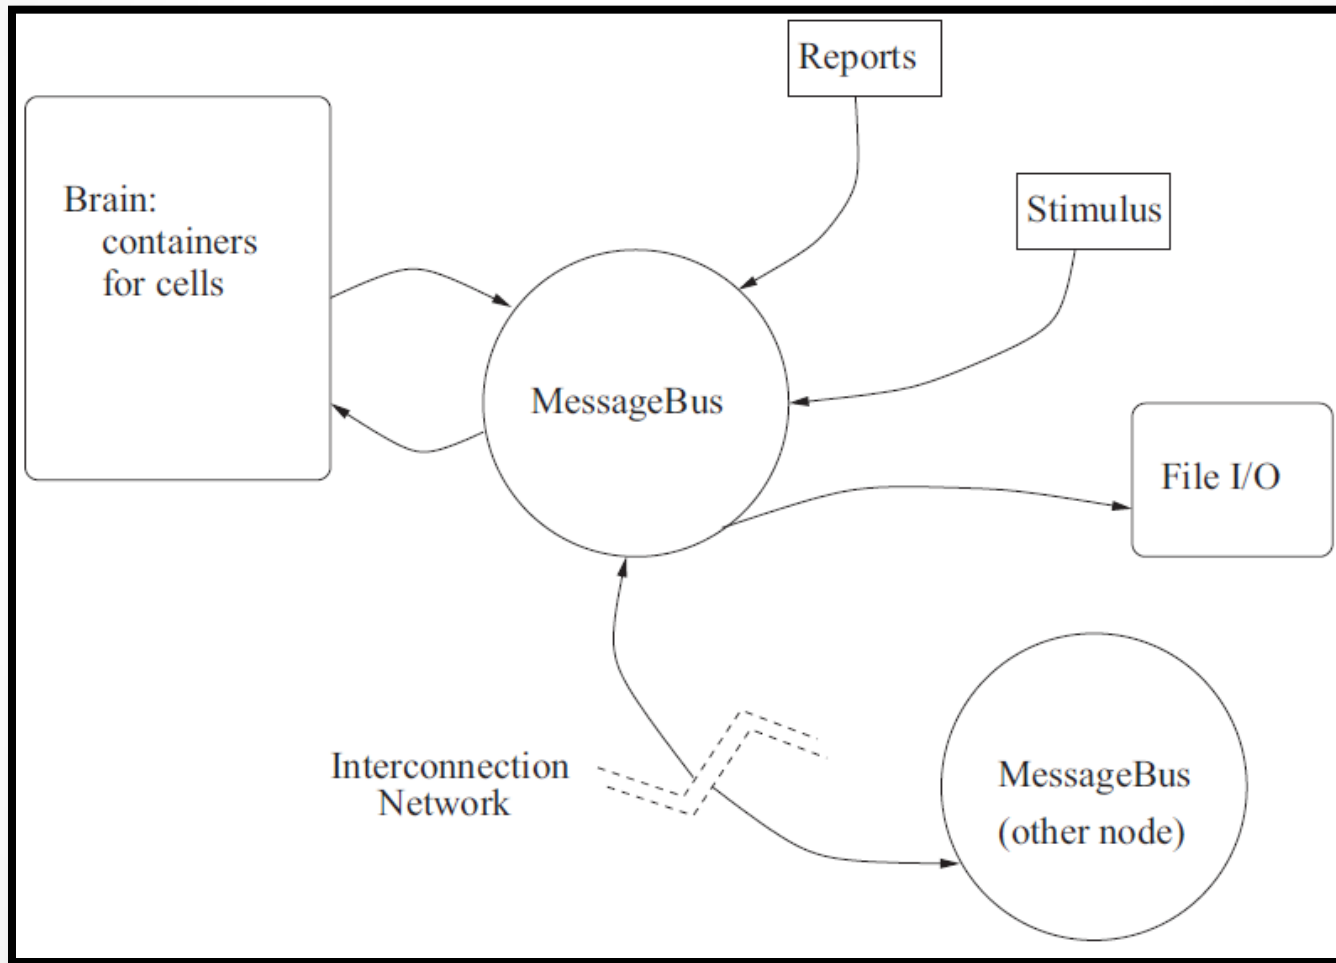 Reports
Brain:
containers
for cells
Stimulus
MessageBus
File I/O
Interconnection
Network
MessageBus
(other node)